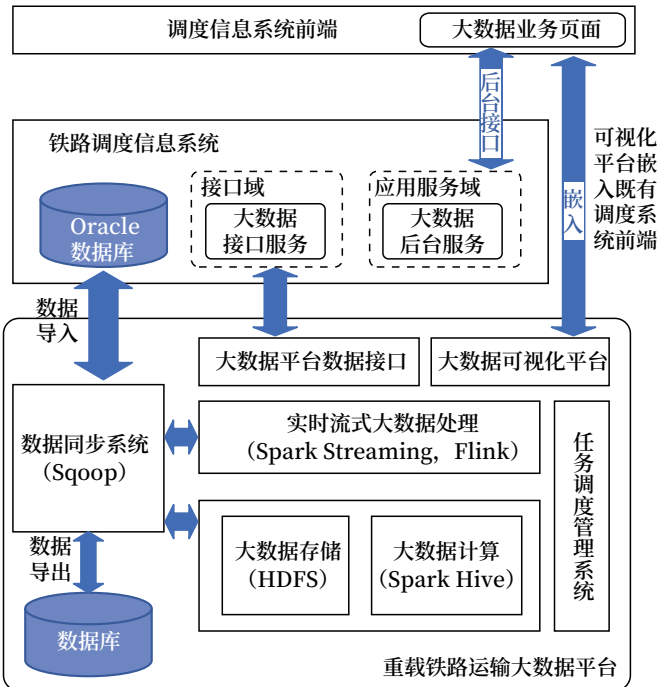 调度信息系统前端
大数据业务页面
后台接口
铁路调度信息系统
可视化
平台嵌
入既有
调度系
统前端
嵌入
接口域
大数据
接口服务
应用服务域
大数据
后台服务
Oracle
数据库
数据
导入
大数据平台数据接口
大数据可视化平台
数据同步系统
（Sqoop）
实时流式大数据处理
（Spark Streaming，Flink）
任务调度管理系统
大数据存储
（HDFS）
大数据计算
（Spark Hive）
数据
导出
数据库
重载铁路运输大数据平台